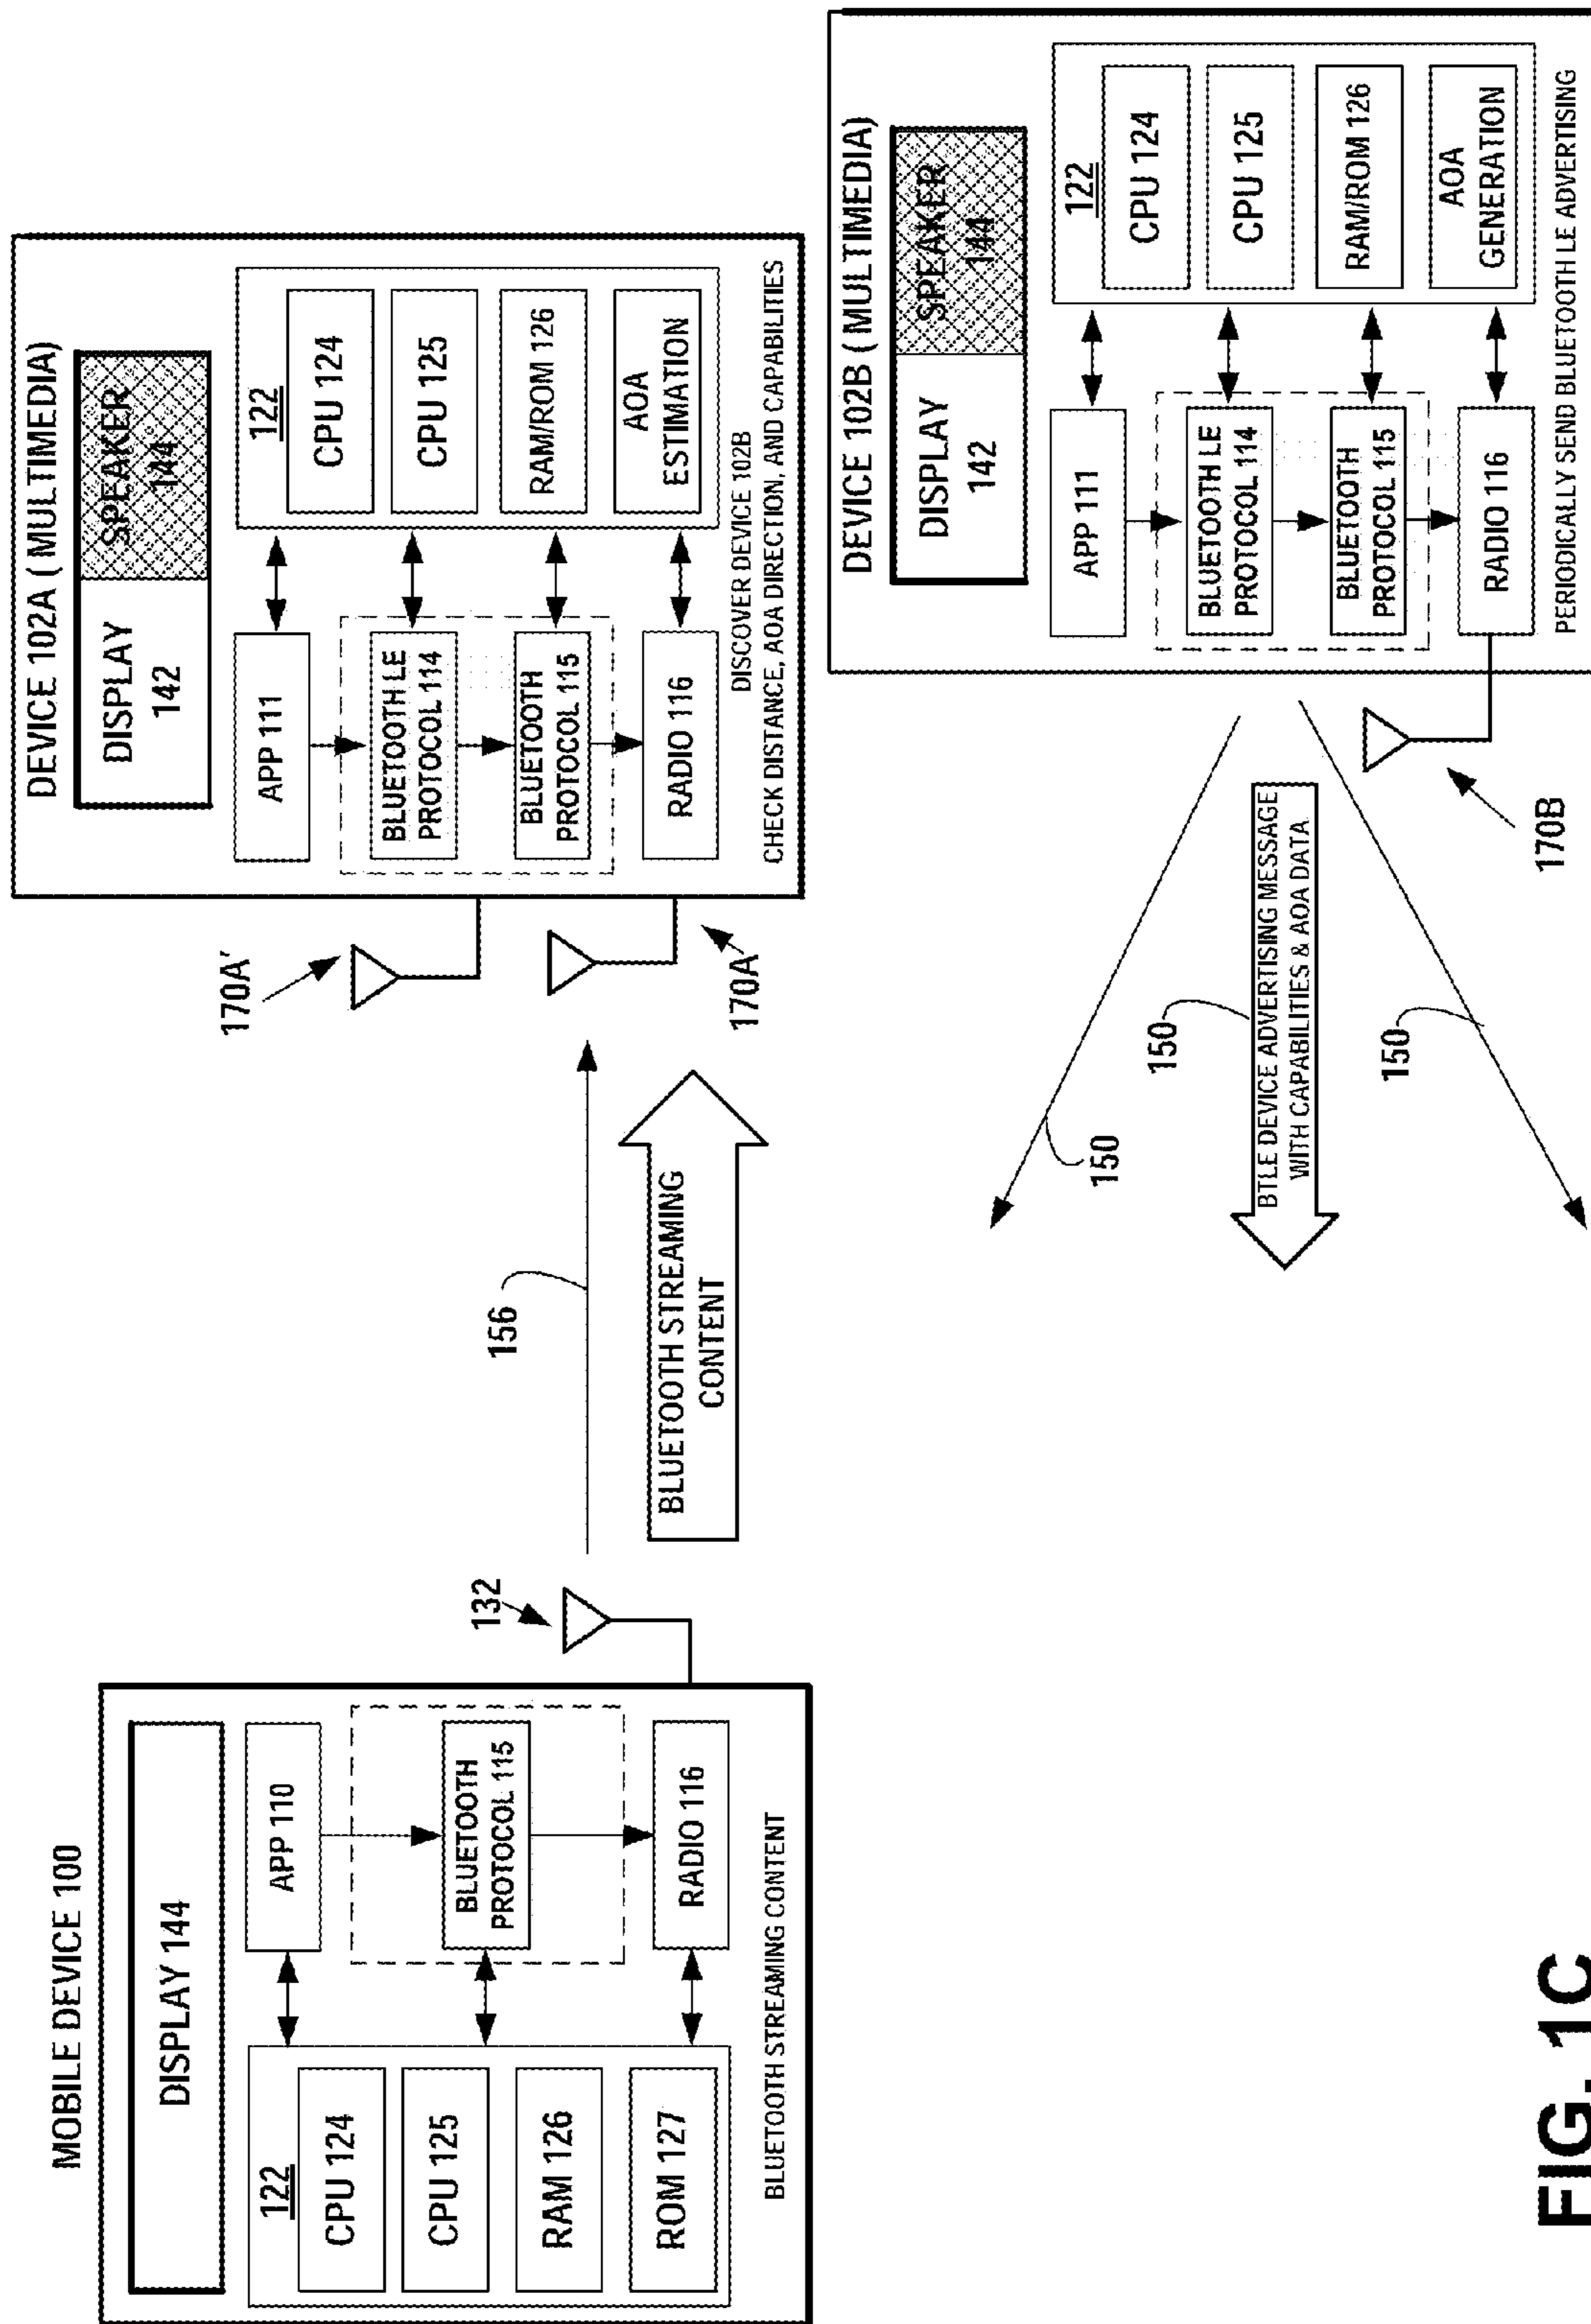 MOBILE DEVICE 100
DISPLAY 144
122
CPU 124
CPU 125
RAM 126
ROM 127
APP 110
BLUETOOTH
PROTOCOL 115
RADIO 116
BLUETOOTH STREAMING CONTENT
132
156
BLUETOOTH STREAMING
CONTENT
170A'
170A
DEVICE 102A ( MULTIMEDIA)
DISPLAY
142
SPEAKER
144
APP 111
BLUETOOTH LE
PROTOCOL 114
BLUETOOTH
PROTOCOL 115
RADIO 116
122
CPU 124
CPU 125
RAM/ROM 126
AOA
ESTIMATION
DISCOVER DEVICE 102B
CHECK DISTANCE, AOA DIRECTION, AND CAPABILITIES
DEVICE 102B ( MULTIMEDIA)
DISPLAY
142
SPEAKER
144
APP 111
BLUETOOTH LE
PROTOCOL 114
BLUETOOTH
PROTOCOL 115
RADIO 116
122
CPU 124
CPU 125
RAM/ROM 126
AOA
GENERATION
PERIODICALLY SEND BLUETOOTH LE ADVERTISING
170B
150
150
BTLE DEVICE ADVERTISING MESSAGE
WITH CAPABILITIES & AOA DATA
150
FIG. 1C